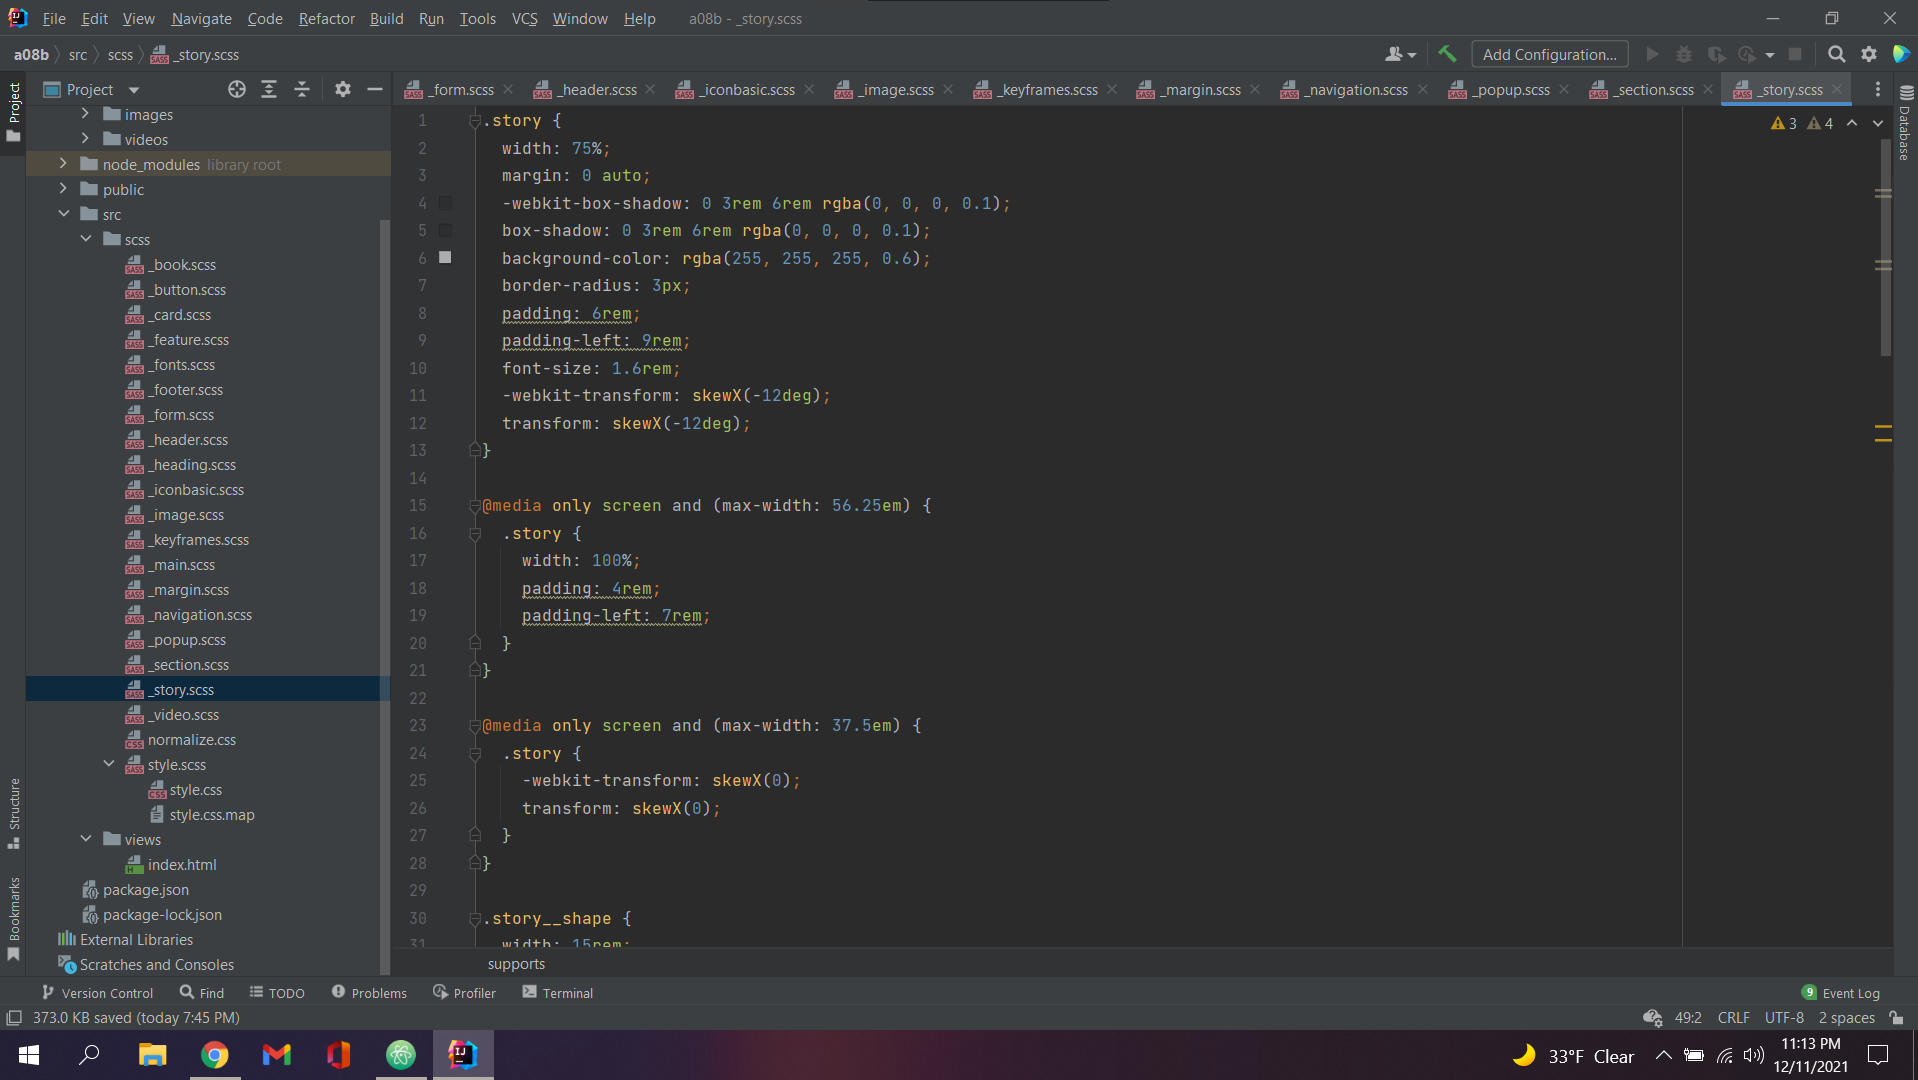 File Edit View Navigate Code Refactor Build Run Tools VCS Window Help a08b - _story.scss
a08b src scss _story.scss Add Configuration...
Project _form.scss _header.scss _iconbasic.scss _image.scss _keyframes.scss _margin.scss _navigation.scss _popup.scss _section.scss _story.scss
Project
Structure
Bookmarks
Database
images
videos
node_modules library root
public
src
scss
_book.scss
_button.scss
_card.scss
_feature.scss
_fonts.scss
_footer.scss
_form.scss
_header.scss
_heading.scss
_iconbasic.scss
_image.scss
_keyframes.scss
_main.scss
_margin.scss
_navigation.scss
_popup.scss
_section.scss
_story.scss
_video.scss
normalize.css
style.scss
style.css
style.css.map
views
index.html
package.json
package-lock.json
External Libraries
Scratches and Consoles
3 4
1 .story {
2 width: 75%;
3 margin: 0 auto;
4 -webkit-box-shadow: 0 3rem 6rem rgba(0, 0, 0, 0.1);
5 box-shadow: 0 3rem 6rem rgba(0, 0, 0, 0.1);
6 background-color: rgba(255, 255, 255, 0.6);
7 border-radius: 3px;
8 padding: 6rem;
9 padding-left: 9rem;
10 font-size: 1.6rem;
11 -webkit-transform: skewX(-12deg);
12 transform: skewX(-12deg);
13 }
14
15 @media only screen and (max-width: 56.25em) {
16 .story {
17 width: 100%;
18 padding: 4rem;
19 padding-left: 7rem;
20 }
21 }
22
23 @media only screen and (max-width: 37.5em) {
24 .story {
25 -webkit-transform: skewX(0);
26 transform: skewX(0);
27 }
28 }
29
30 .story__shape {
31 width: 15rem;
supports
Version Control Find TODO Problems Profiler Terminal 9 Event Log
373.0 KB saved (today 7:45 PM) 49:2 CRLF UTF-8 2 spaces
33°F Clear 11:13 PM
12/11/2021